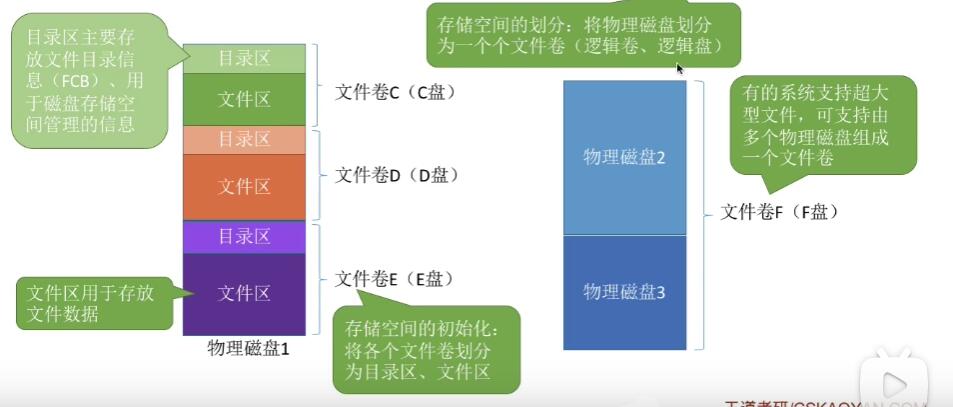 目录区主要存
放文件目录信
息（FCB）、用
于磁盘存储空
间管理的信息
目录区
文件区
文件卷C（C盘）
目录区
文件区
文件卷D（D盘）
目录区
文件区
文件卷E（E盘）
文件区用于存放
文件数据
物理磁盘1
存储空间的初始化：
将各个文件卷划分
为目录区、文件区
存储空间的划分：将物理磁盘划分
为一个个文件卷（逻辑卷、逻辑盘）
物理磁盘2
物理磁盘3
有的系统支持超大
型文件，可支持由
多个物理磁盘组成
一个文件卷
文件卷F（F盘）
王道考研/CSKAOYAN.COM